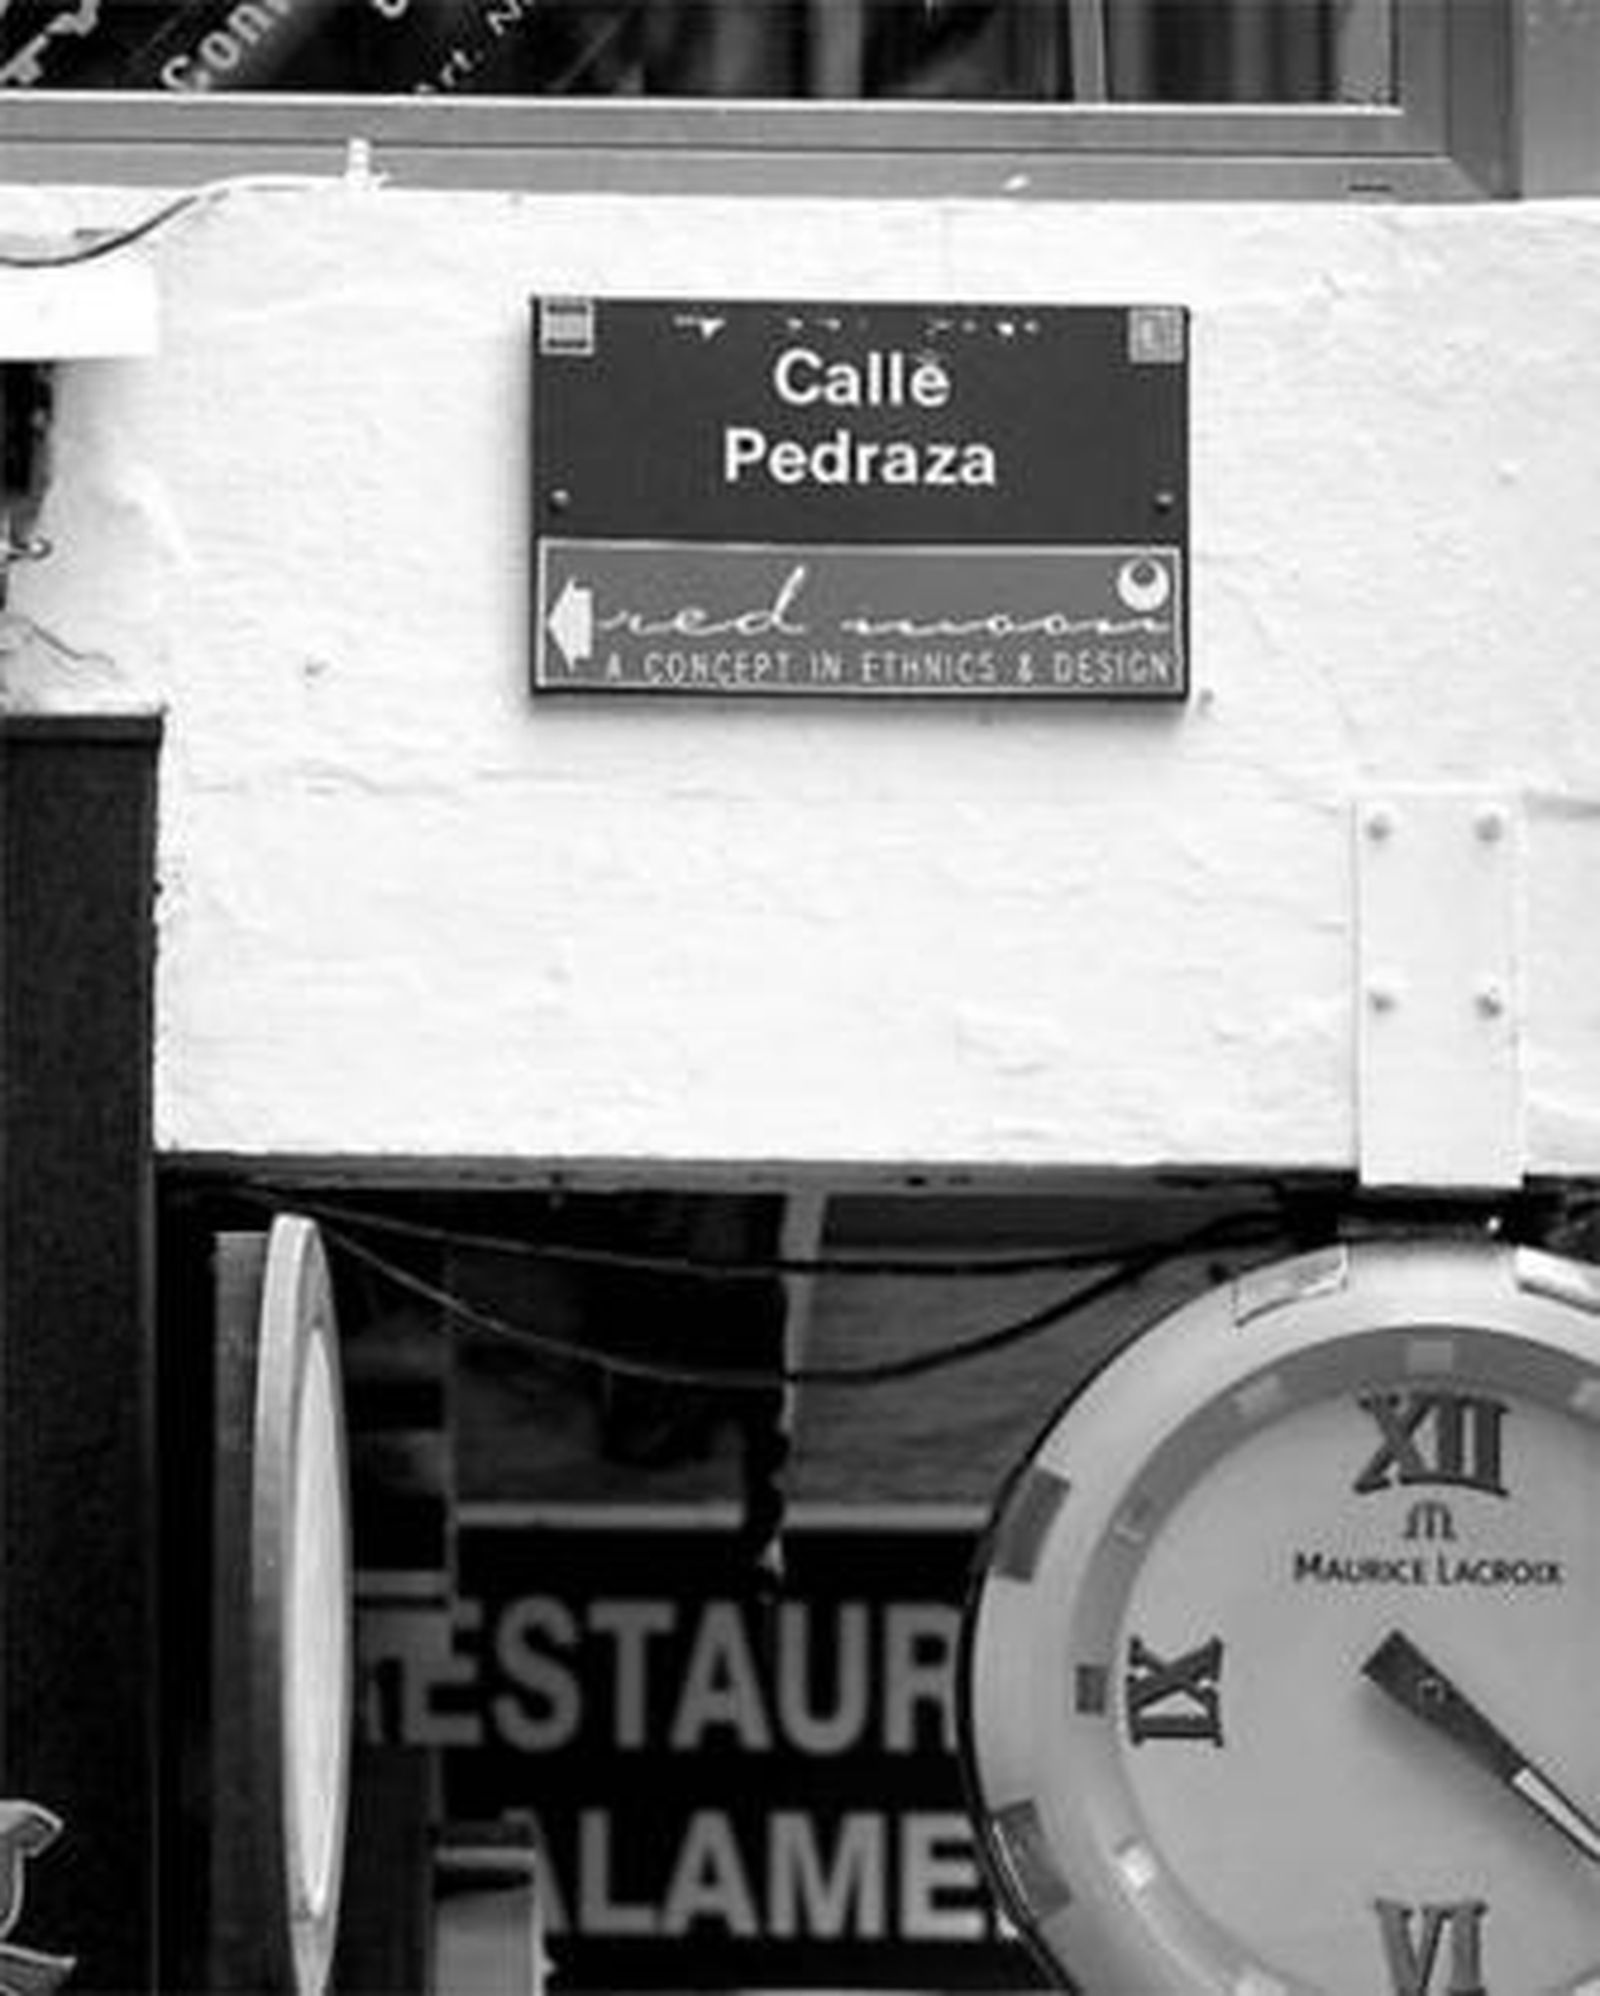 Calle
Pedraza
red moon
A CONCEPT IN ETHNICS & DESIGN
XII
m
MAURICE LACROIX
IX
VI
ESTAUR
ALAME